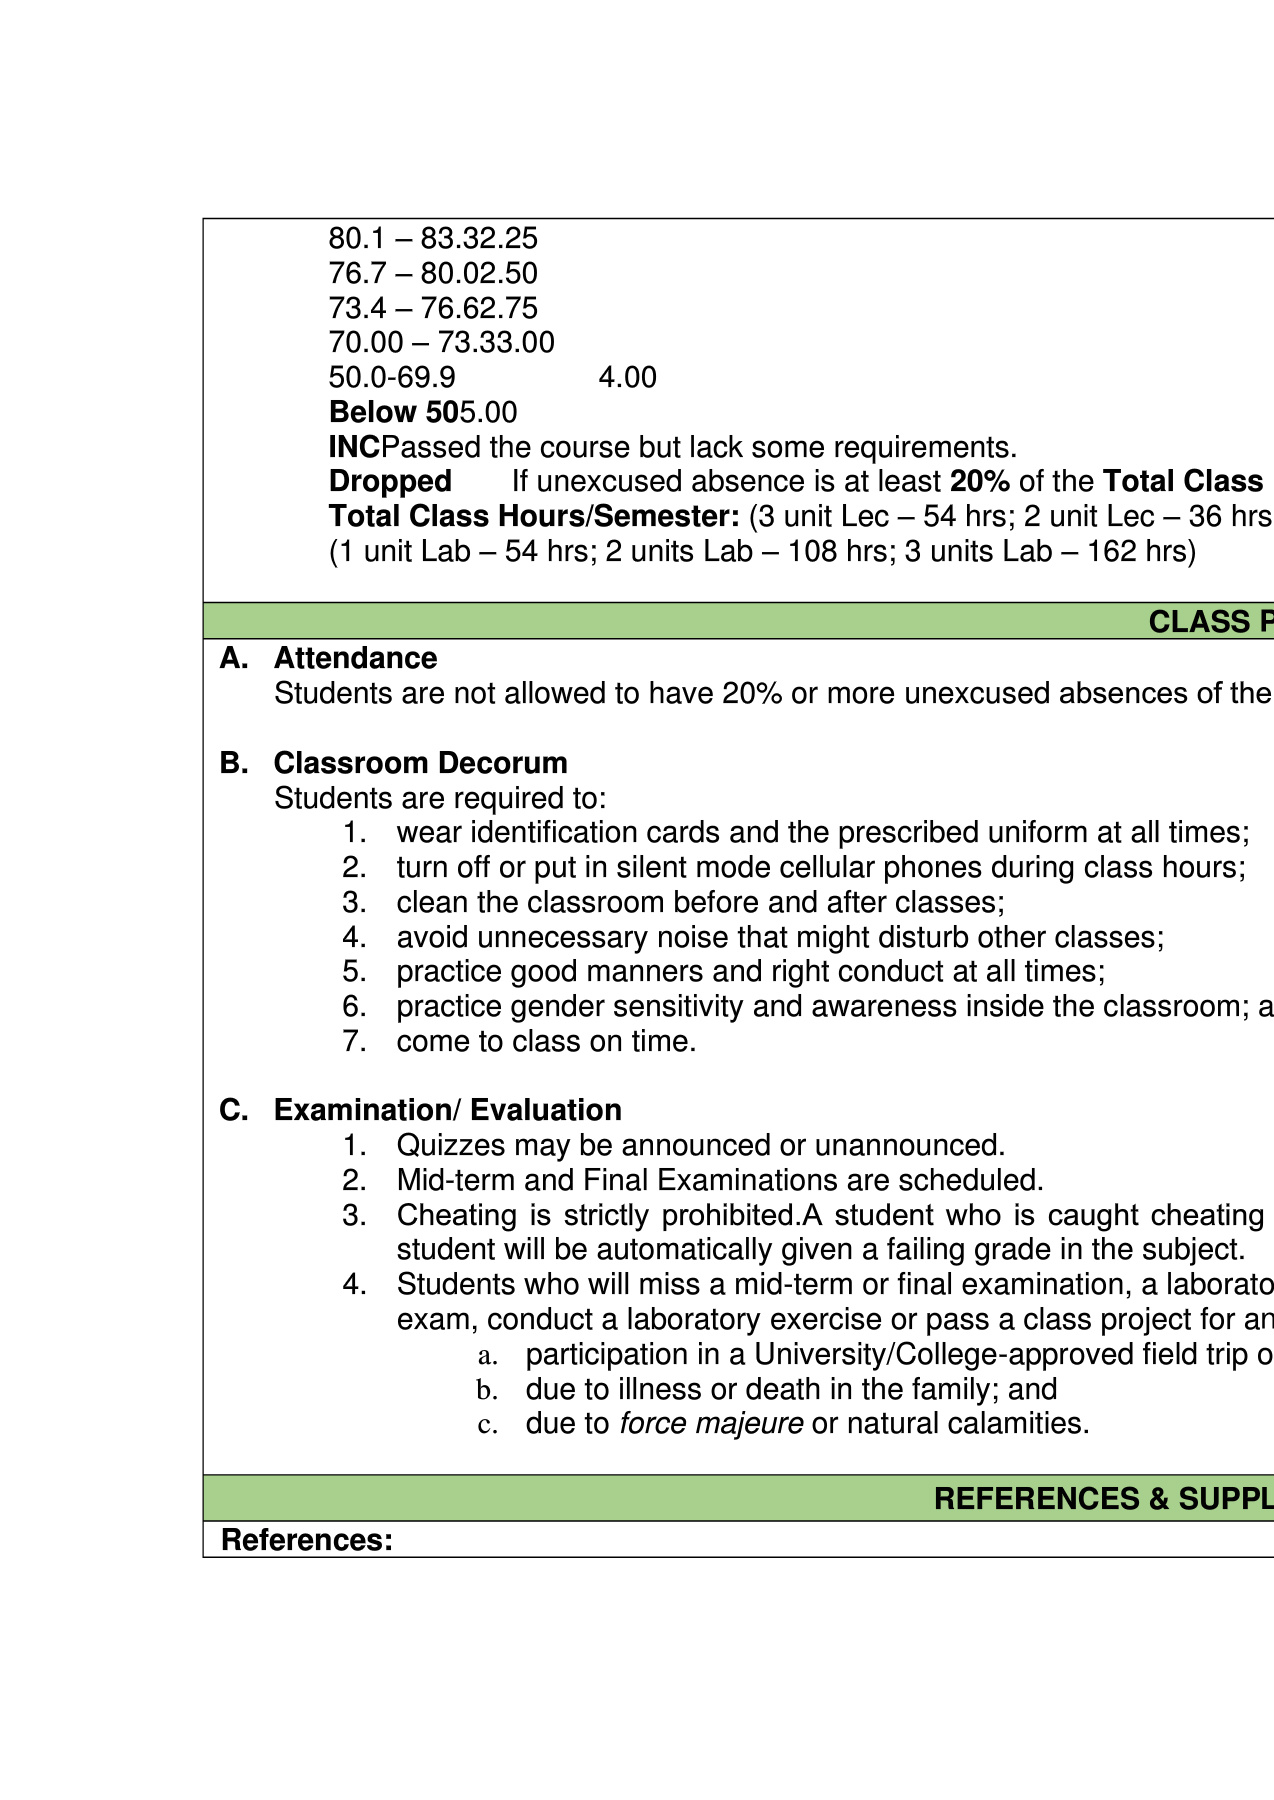 80.1 – 83.32.25
76.7 – 80.02.50
73.4 – 76.62.75
70.00 – 73.33.00
50.0-69.9 4.00
Below 505.00
INCPassed the course but lack some requirements.
Dropped If unexcused absence is at least 20% of the Total Class
Total Class Hours/Semester: (3 unit Lec – 54 hrs; 2 unit Lec – 36 hrs
(1 unit Lab – 54 hrs; 2 units Lab – 108 hrs; 3 units Lab – 162 hrs)
CLASS P
A. Attendance
Students are not allowed to have 20% or more unexcused absences of the
B. Classroom Decorum
Students are required to:
1. wear identification cards and the prescribed uniform at all times;
2. turn off or put in silent mode cellular phones during class hours;
3. clean the classroom before and after classes;
4. avoid unnecessary noise that might disturb other classes;
5. practice good manners and right conduct at all times;
6. practice gender sensitivity and awareness inside the classroom; a
7. come to class on time.
C. Examination/ Evaluation
1. Quizzes may be announced or unannounced.
2. Mid-term and Final Examinations are scheduled.
3. Cheating is strictly prohibited.A student who is caught cheating
student will be automatically given a failing grade in the subject.
4. Students who will miss a mid-term or final examination, a laborato
exam, conduct a laboratory exercise or pass a class project for an
a. participation in a University/College-approved field trip o
b. due to illness or death in the family; and
c. due to force majeure or natural calamities.
REFERENCES & SUPPL
References: